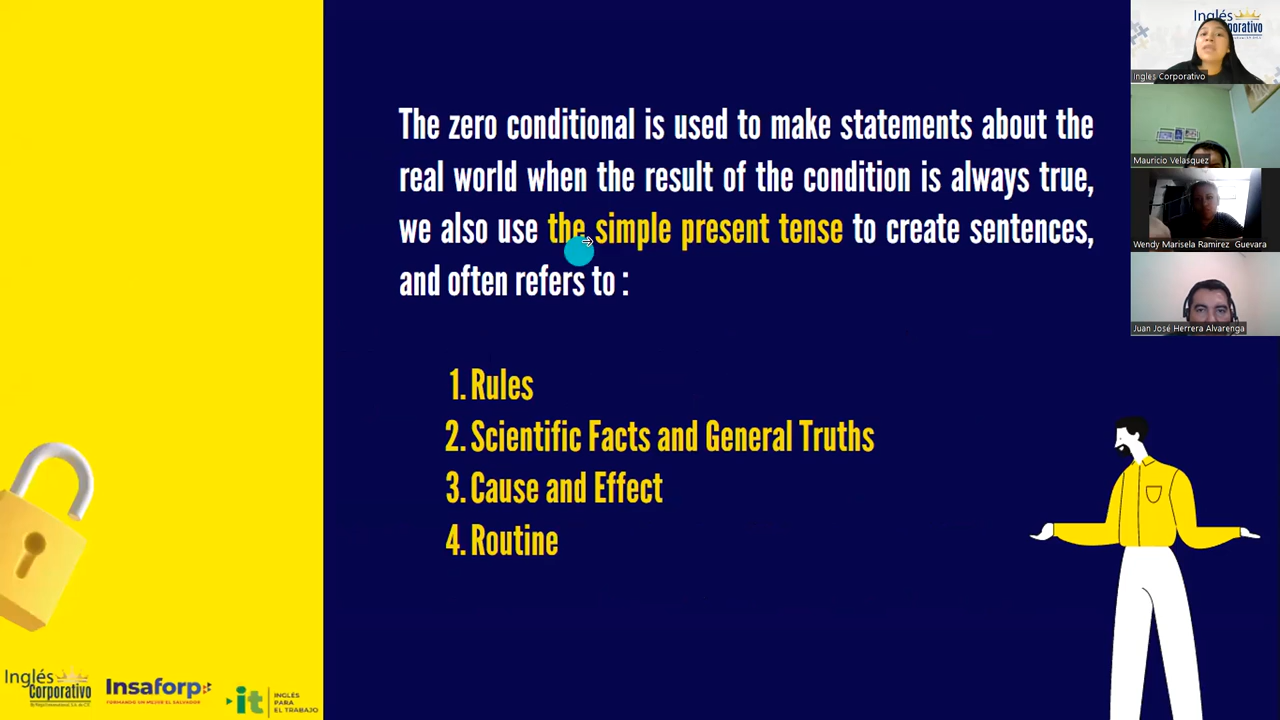 The zero conditional is used to make statements about the
real world when the result of the condition is always true,
we also use the simple present tense to create sentences,
and often refers to :
1. Rules
2. Scientific Facts and General Truths
3. Cause and Effect
4. Routine
Inglés
Corporativo
Insaforp
FORMANDO UN MEJOR EL SALVADOR
it
INGLÉS
PARA
EL TRABAJO
Inglés
Corporativo
Ingles Corporativo
Mauricio Velasquez
Wendy Marisela Ramirez Guevara
Juan José Herrera Alvarenga